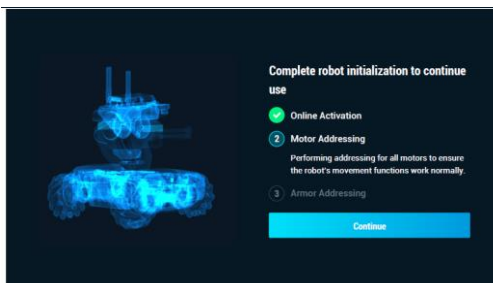 Complete robot initialization to continue
use
Online Activation
2 Motor Addressing
Performing addressing for all motors to ensure
the robot's movement functions work normally.
3 Armor Addressing
Continue